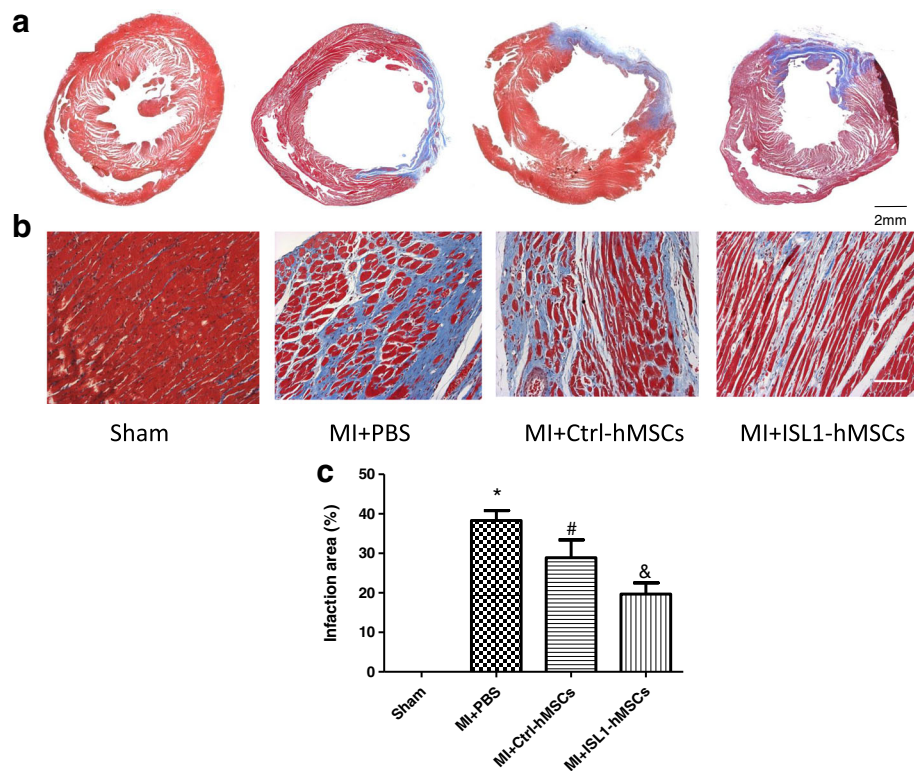 a
2mm
b
Sham MI+PBS MI+Ctrl-hMSCs MI+ISL1-hMSCs
c
Infaction area (%)
50
40
30
20
10
0
*
#
&
Sham
MI+PBS
MI+Ctrl-hMSCs
MI+ISL1-hMSCs